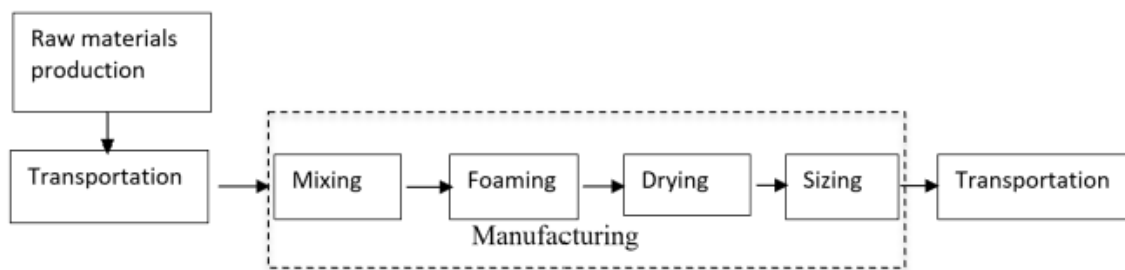 Raw materials
production
Transportation
Mixing
Foaming
Drying
Sizing
Transportation
Manufacturing